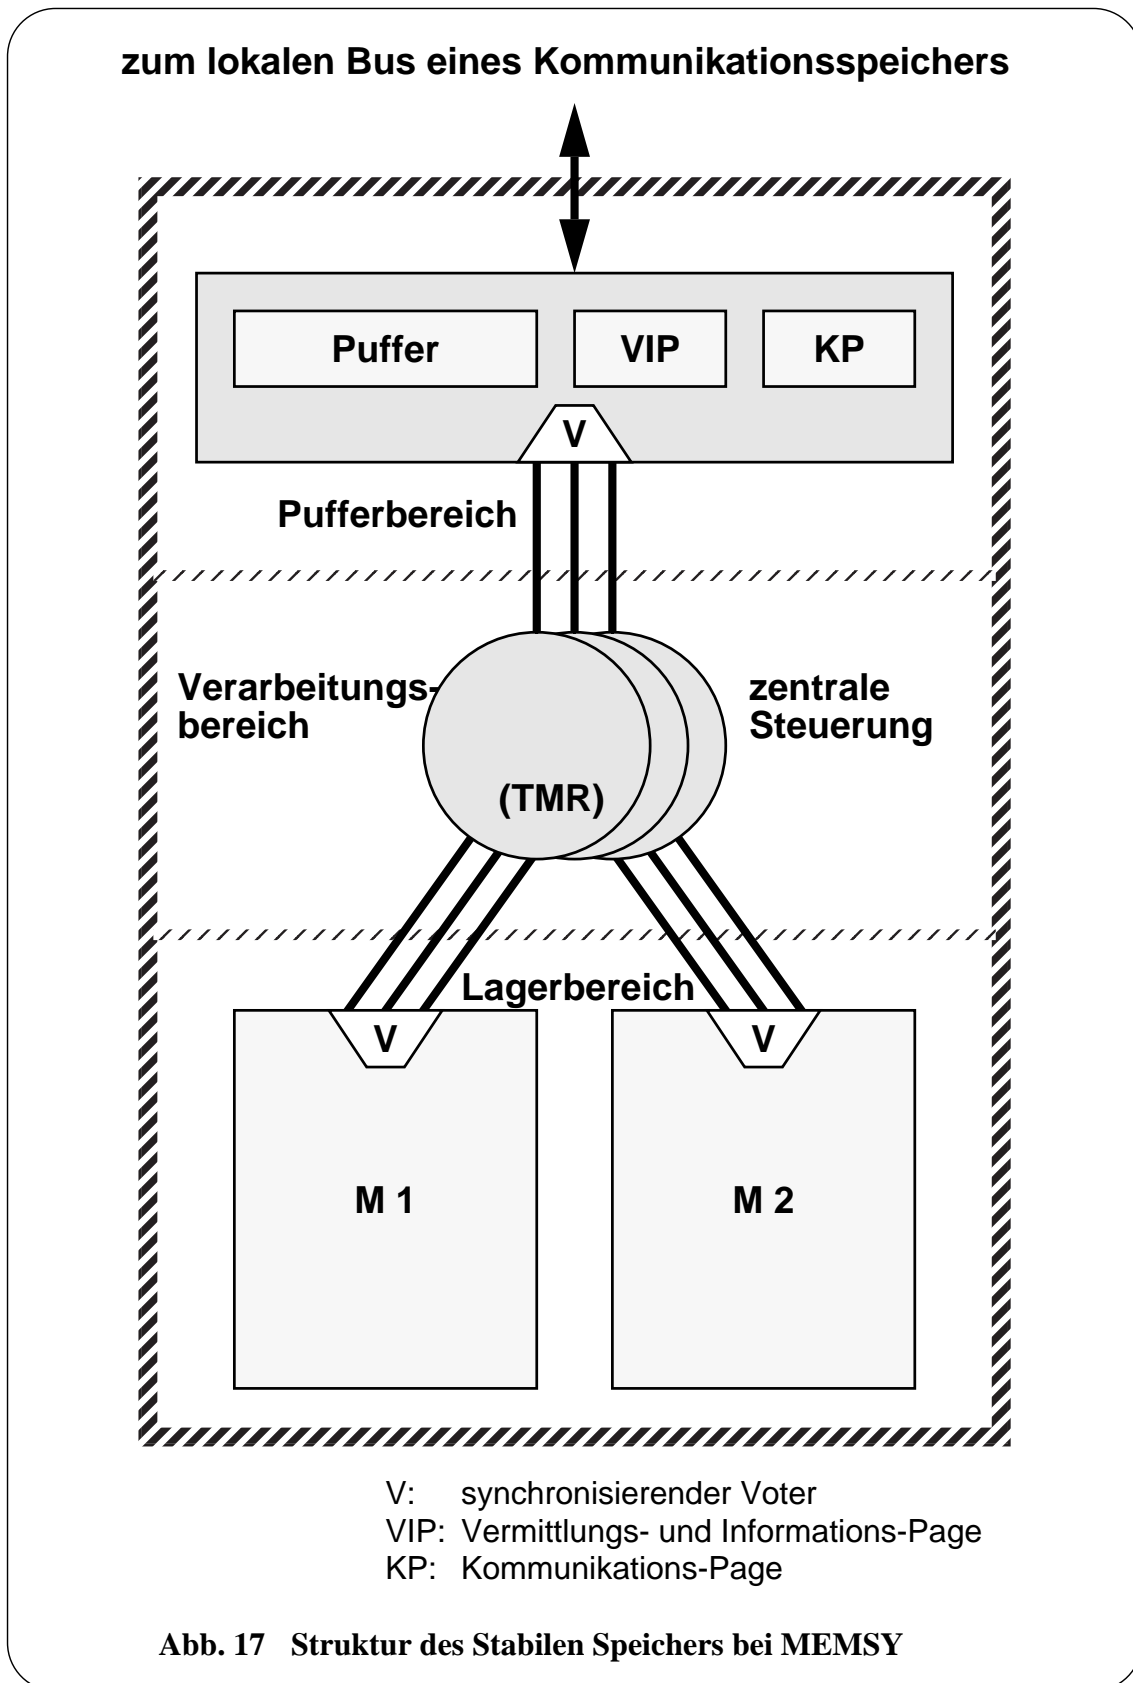 zum lokalen Bus eines Kommunikationsspeichers
Puffer
VIP
KP
V
Pufferbereich
Verarbeitungs-
bereich
zentrale
Steuerung
(TMR)
Lagerbereich
V
V
M 1
M 2
V: synchronisierender Voter
VIP: Vermittlungs- und Informations-Page
KP: Kommunikations-Page
Abb. 17 Struktur des Stabilen Speichers bei MEMSY